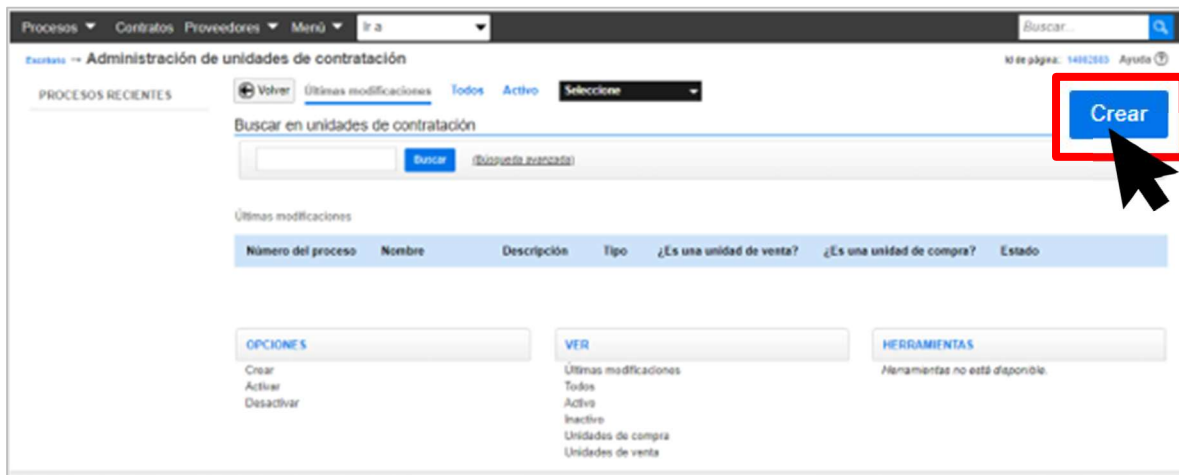 Procesos Contratos Proveedores Menú Ir a Buscar...
Escritorio → Administración de unidades de contratación Id de página: 14002003 Ayuda
PROCESOS RECIENTES
Volver Últimas modificaciones Todos Activo Seleccione
Crear
Buscar en unidades de contratación
Buscar (Búsqueda avanzada)
Últimas modificaciones
Número del proceso Nombre Descripción Tipo ¿Es una unidad de venta? ¿Es una unidad de compra? Estado
OPCIONES
Crear
Activar
Desactivar
VER
Últimas modificaciones
Todos
Activo
Inactivo
Unidades de compra
Unidades de venta
HERRAMIENTAS
Herramientas no está disponible.